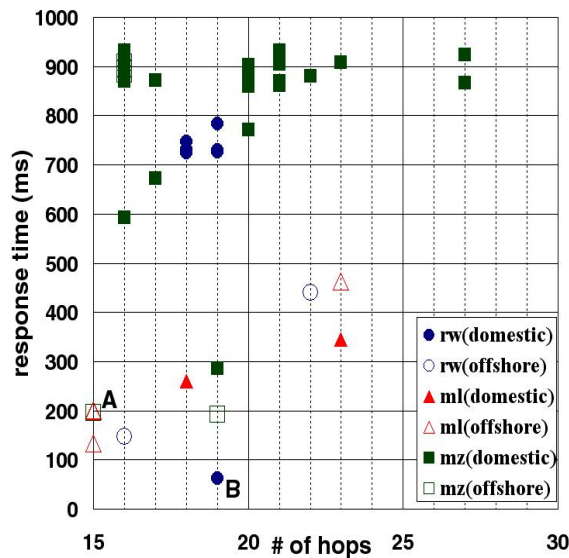 1000
900
800
700
600
500
400
300
200
100
0
response time (ms)
A
B
rw(domestic)
rw(offshore)
ml(domestic)
ml(offshore)
mz(domestic)
mz(offshore)
15 20 25 30
# of hops